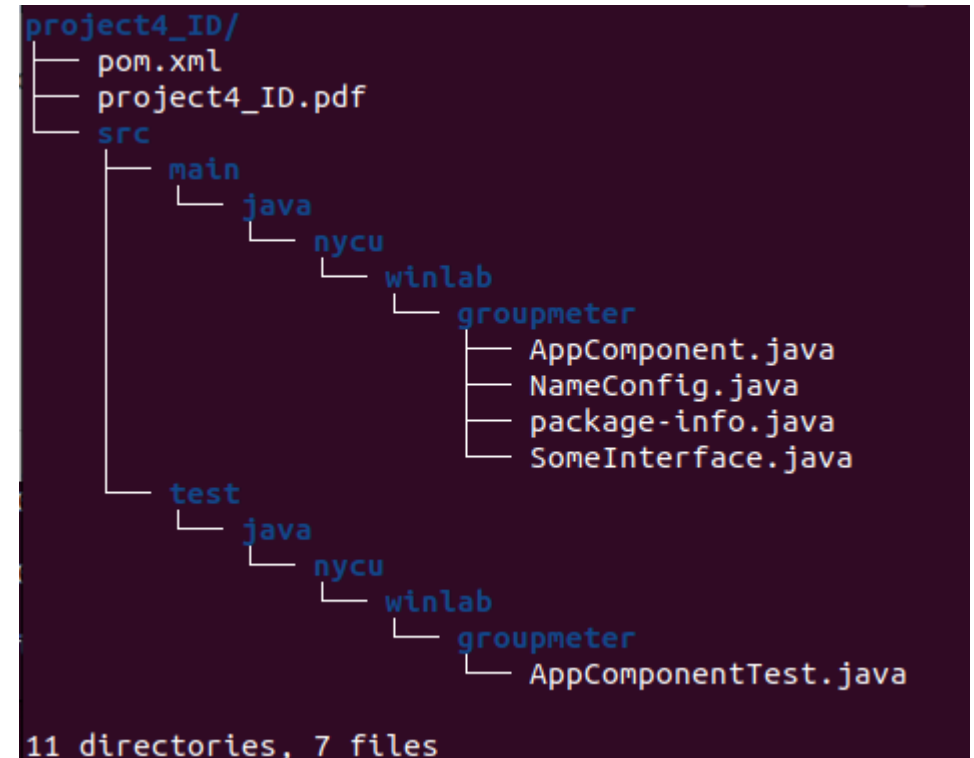 project4_ID/
├── pom.xml
├── project4_ID.pdf
└── src
    ├── main
    │   └── java
    │       └── nycu
    │           └── winlab
    │               └── groupmeter
    │                   ├── AppComponent.java
    │                   ├── NameConfig.java
    │                   ├── package-info.java
    │                   └── SomeInterface.java
    └── test
        └── java
            └── nycu
                └── winlab
                    └── groupmeter
                        └── AppComponentTest.java
11 directories, 7 files